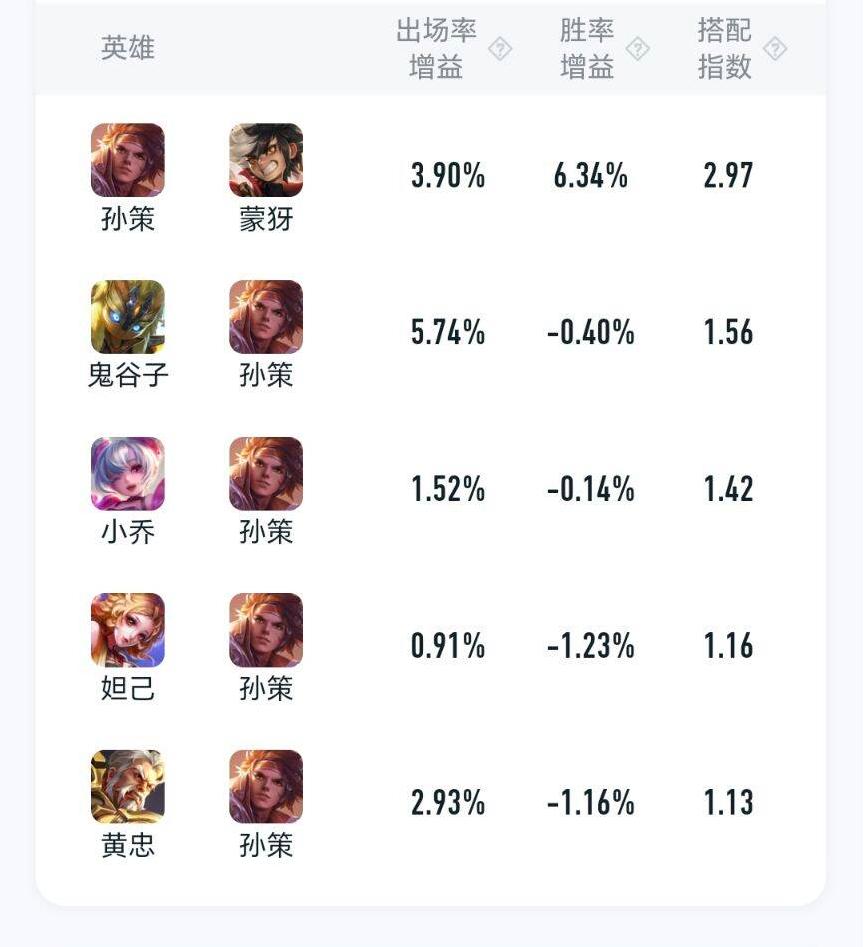 英雄 出场率增益 ? 胜率增益 ? 搭配指数 ?
孙策 蒙犽 3.90% 6.34% 2.97
鬼谷子 孙策 5.74% -0.40% 1.56
小乔 孙策 1.52% -0.14% 1.42
妲己 孙策 0.91% -1.23% 1.16
黄忠 孙策 2.93% -1.16% 1.13